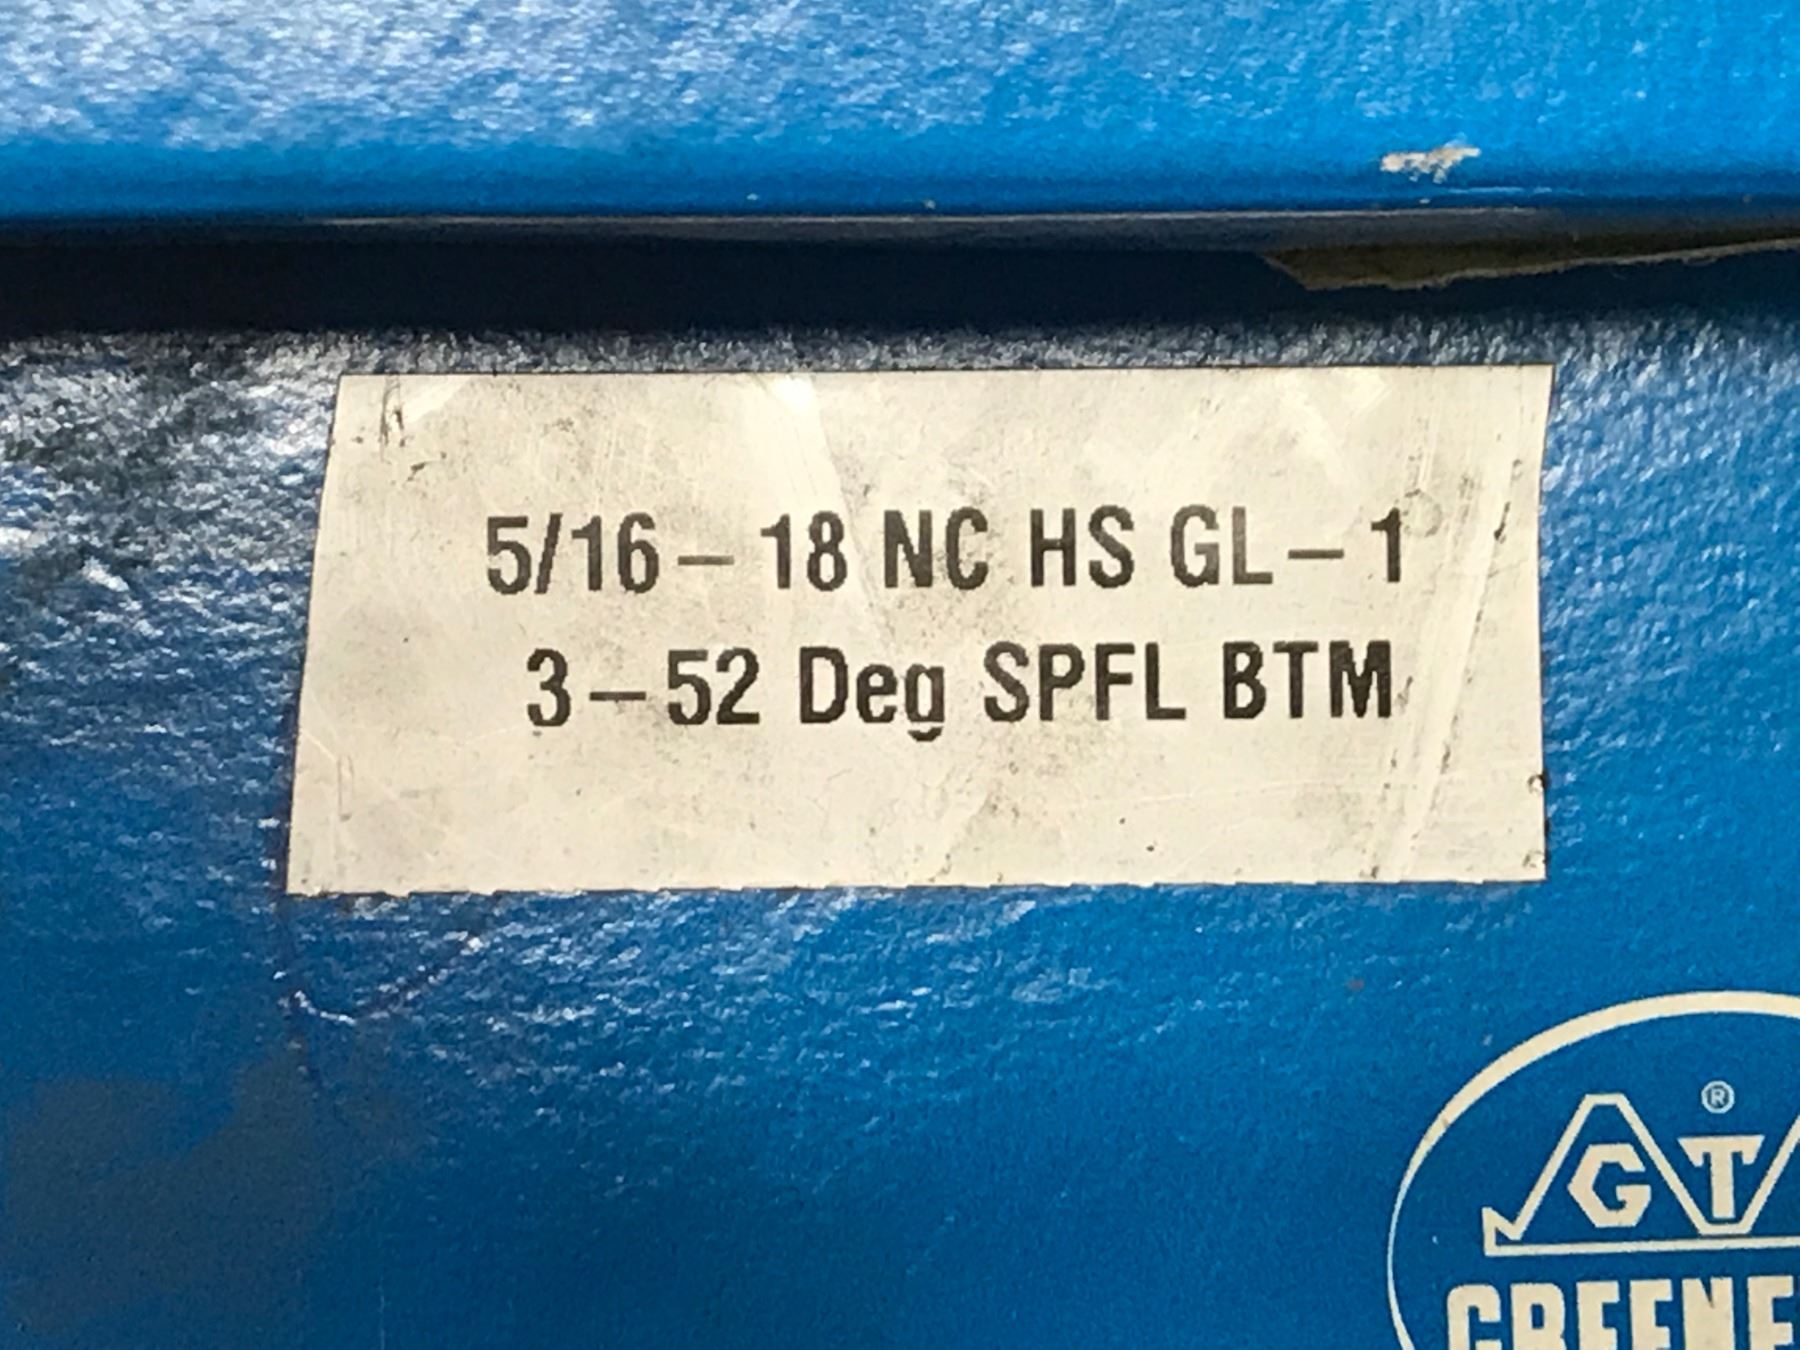 5/16 – 18 NC HS GL – 1
3 – 52 Deg SPFL BTM
®
GT